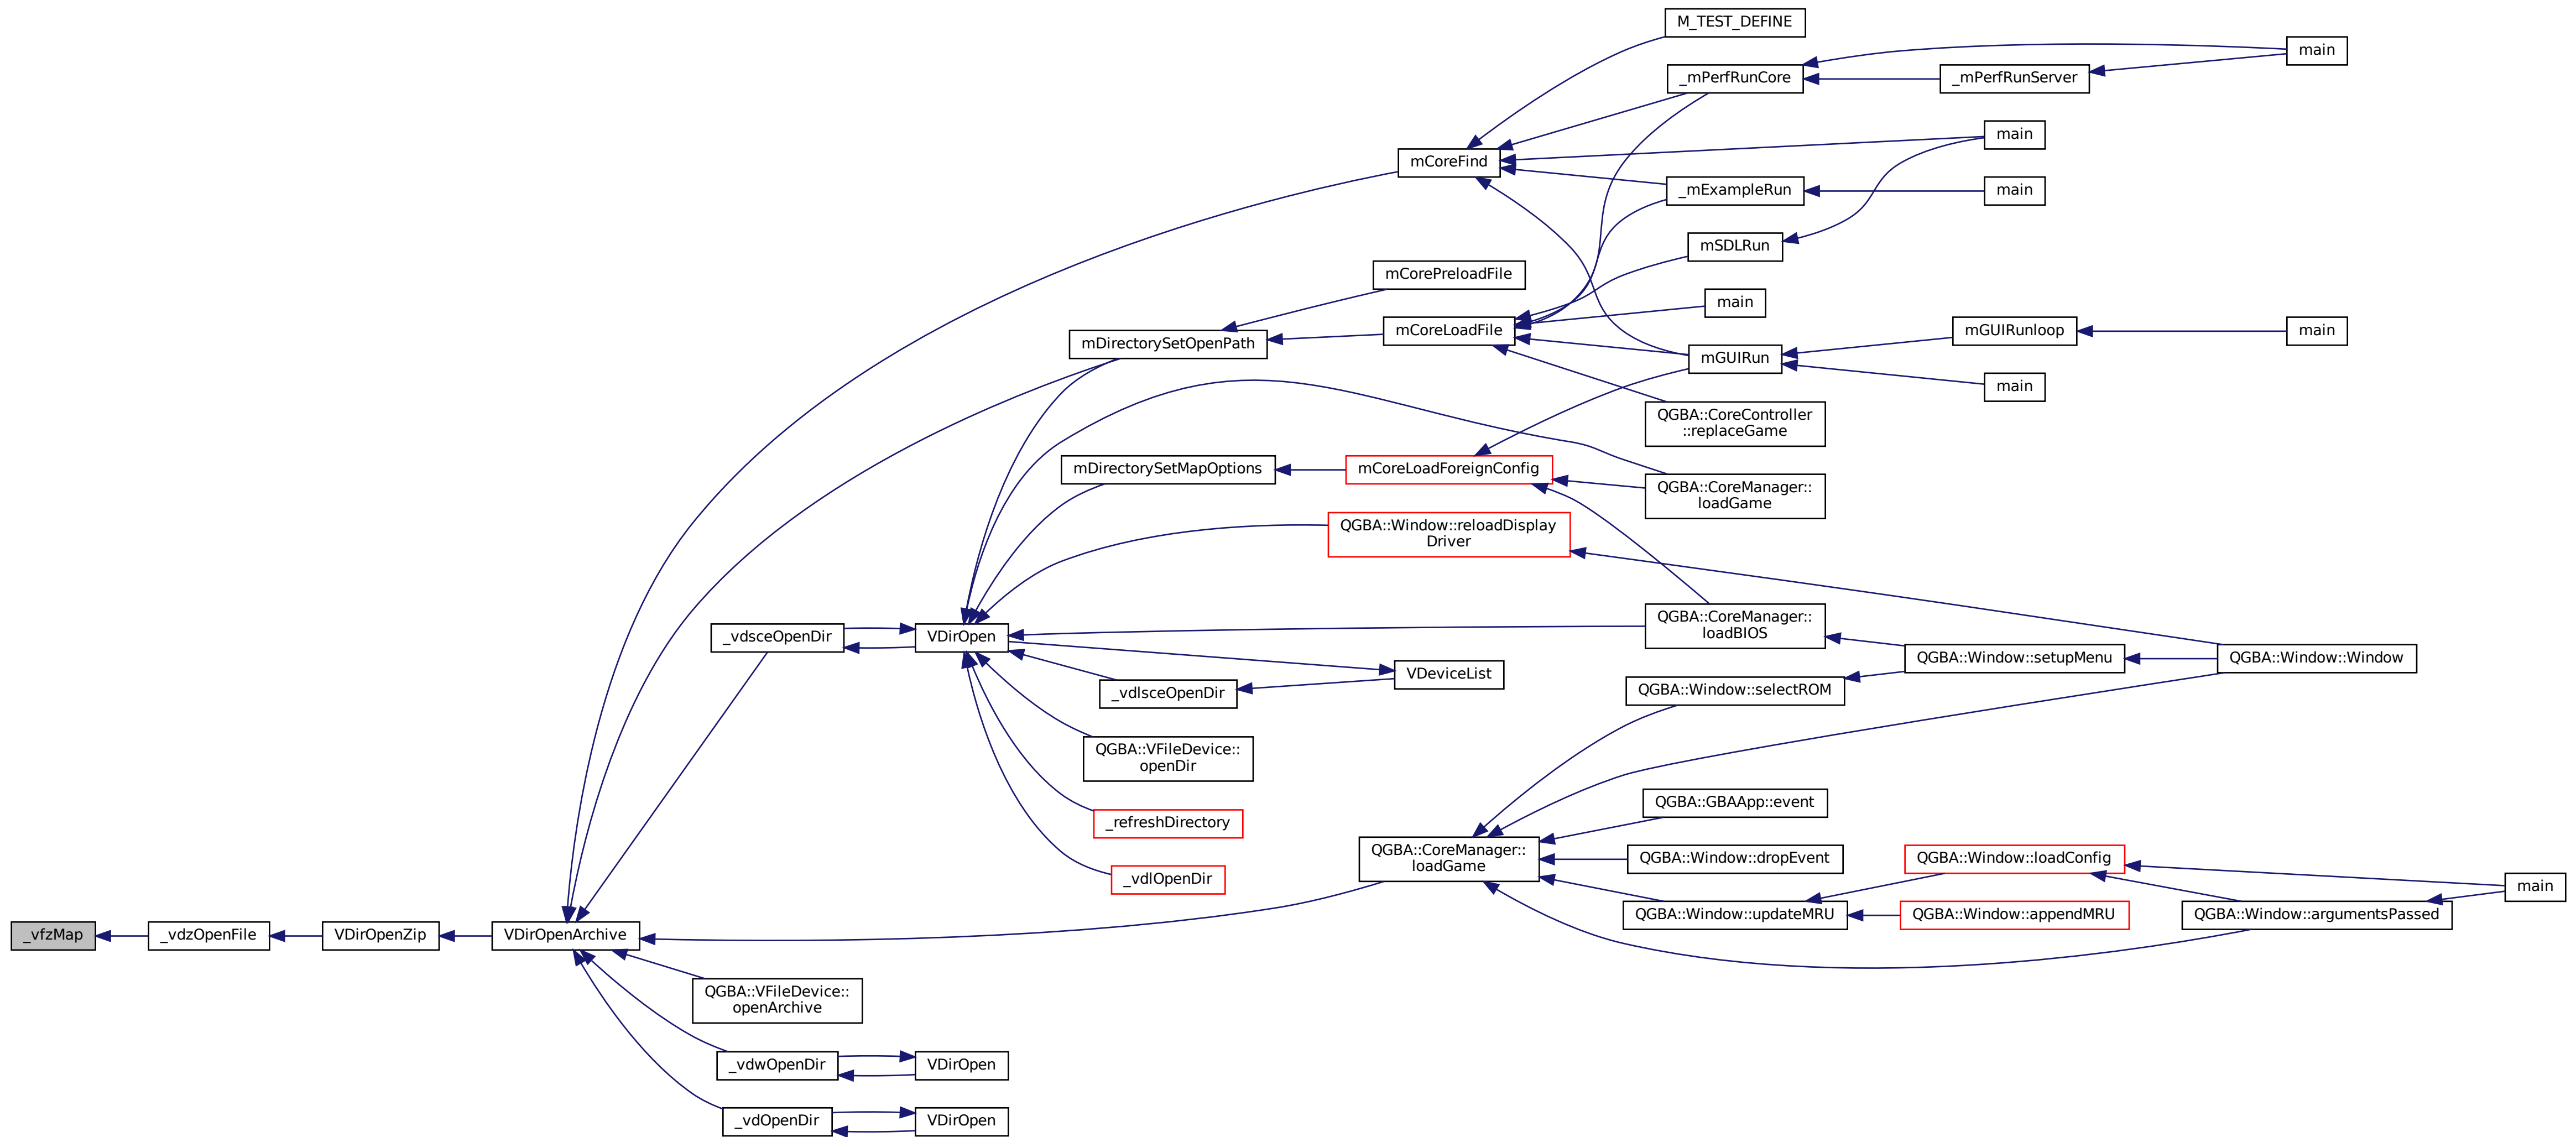 M_TEST_DEFINE
main
_mPerfRunCore
_mPerfRunServer
main
mCoreFind
_mExampleRun
main
mSDLRun
mCorePreloadFile
main
mDirectorySetOpenPath
mCoreLoadFile
mGUIRunloop
main
mGUIRun
main
QGBA::CoreController
::replaceGame
mDirectorySetMapOptions
mCoreLoadForeignConfig
QGBA::CoreManager::
loadGame
QGBA::Window::reloadDisplay
Driver
_vdsceOpenDir
VDirOpen
QGBA::CoreManager::
loadBIOS
QGBA::Window::setupMenu
QGBA::Window::Window
VDeviceList
_vdlsceOpenDir
QGBA::Window::selectROM
QGBA::VFileDevice::
openDir
_refreshDirectory
QGBA::GBAApp::event
QGBA::CoreManager::
loadGame
QGBA::Window::dropEvent
QGBA::Window::loadConfig
_vdlOpenDir
main
QGBA::Window::updateMRU
QGBA::Window::appendMRU
QGBA::Window::argumentsPassed
_vfzMap
_vdzOpenFile
VDirOpenZip
VDirOpenArchive
QGBA::VFileDevice::
openArchive
_vdwOpenDir
VDirOpen
_vdOpenDir
VDirOpen